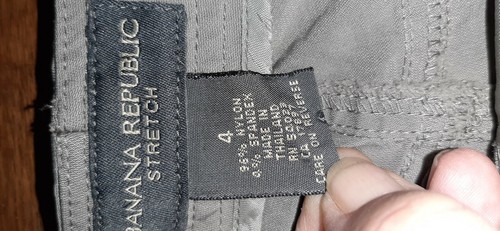 BANANA REPUBLIC
STRETCH
4
96% NYLON
4% SPANDEX
MADE IN
THAILAND
RN 54023
CA 17897
CARE ON REVERSE